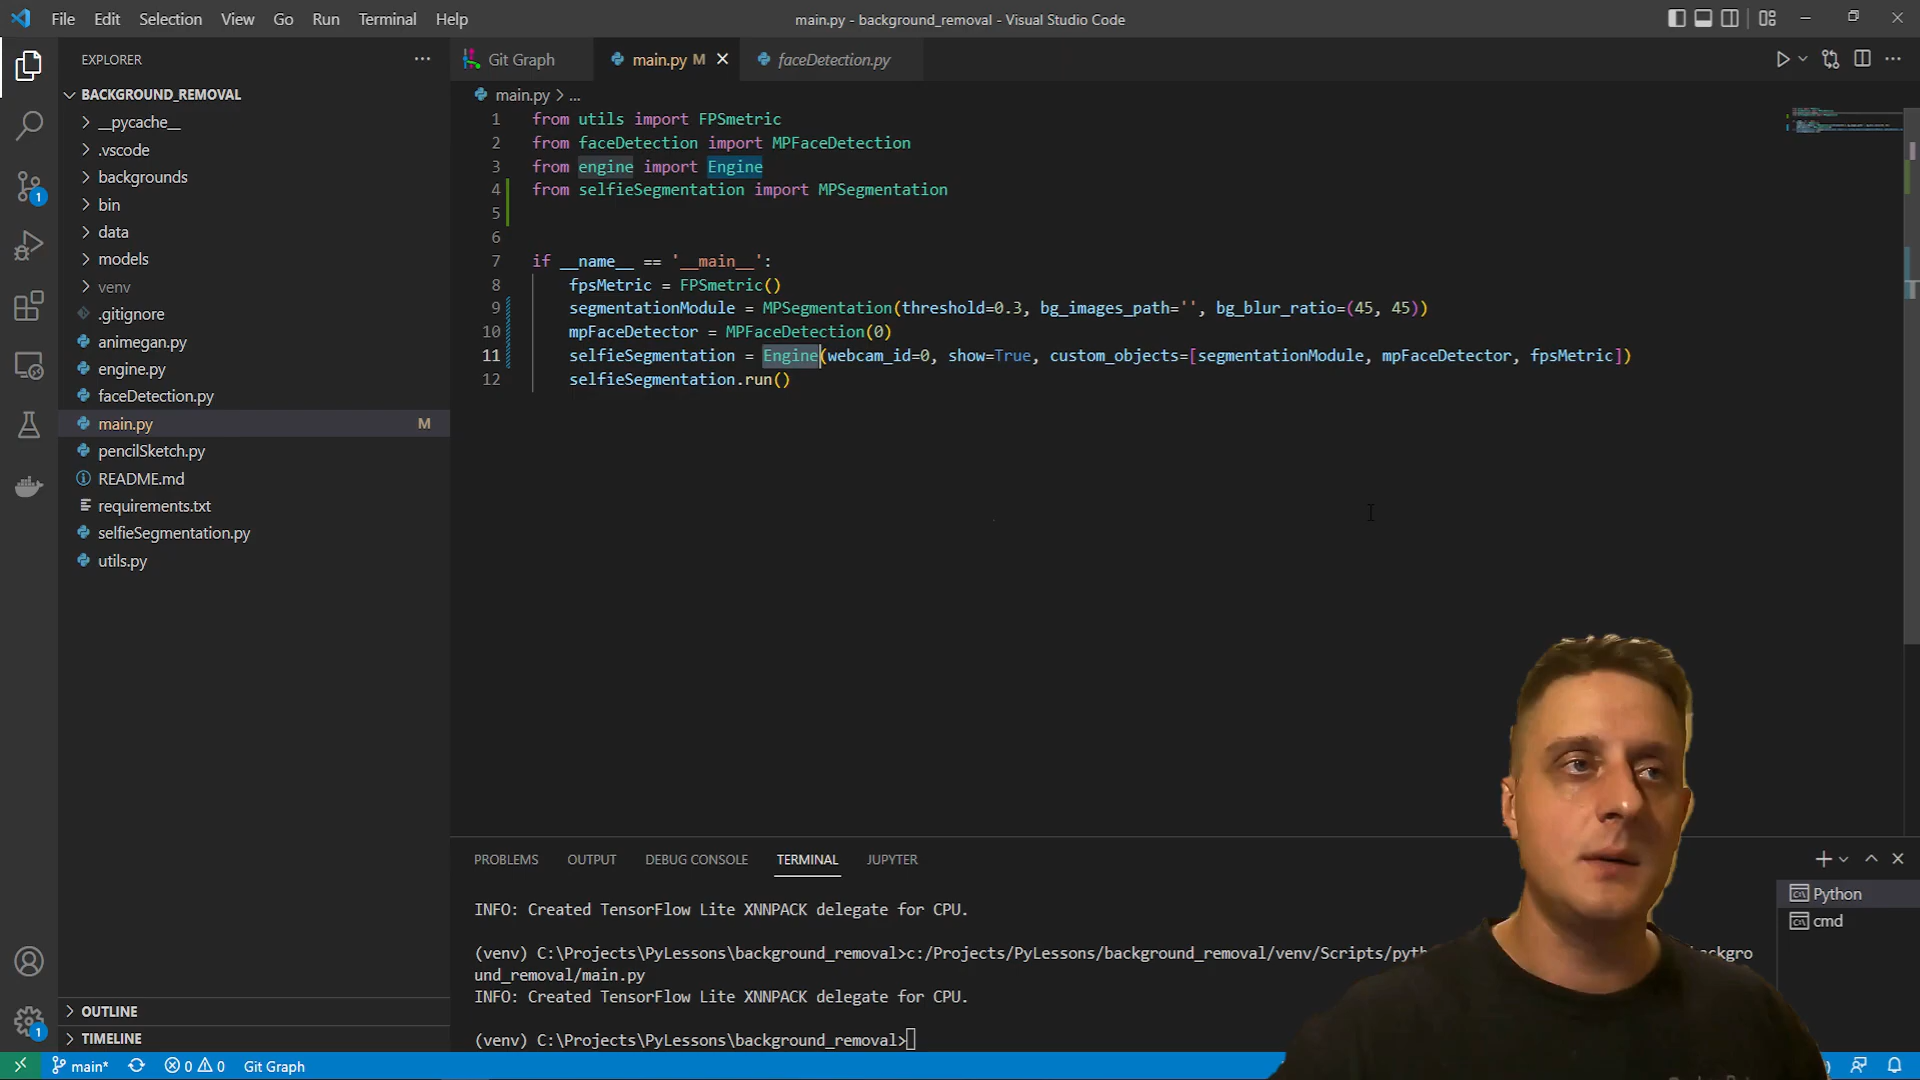 File Edit Selection View Go Run Terminal Help
main.py - background_removal - Visual Studio Code
EXPLORER
BACKGROUND_REMOVAL
__pycache__
.vscode
backgrounds
bin
data
models
venv
.gitignore
animegan.py
engine.py
faceDetection.py
main.py M
pencilSketch.py
README.md
requirements.txt
selfieSegmentation.py
utils.py
OUTLINE
TIMELINE
Git Graph
main.py M
faceDetection.py
main.py > ...
1 from utils import FPSmetric
2 from faceDetection import MPFaceDetection
3 from engine import Engine
4 from selfieSegmentation import MPSegmentation
5
6
7 if __name__ == '__main__':
8 fpsMetric = FPSmetric()
9 segmentationModule = MPSegmentation(threshold=0.3, bg_images_path='', bg_blur_ratio=(45, 45))
10 mpFaceDetector = MPFaceDetection(0)
11 selfieSegmentation = Engine(webcam_id=0, show=True, custom_objects=[segmentationModule, mpFaceDetector, fpsMetric])
12 selfieSegmentation.run()
PROBLEMS OUTPUT DEBUG CONSOLE TERMINAL JUPYTER
INFO: Created TensorFlow Lite XNNPACK delegate for CPU.
(venv) C:\Projects\PyLessons\background_removal>c:/Projects/PyLessons/background_removal/venv/Scripts/pyth backgro
und_removal/main.py
INFO: Created TensorFlow Lite XNNPACK delegate for CPU.
(venv) C:\Projects\PyLessons\background_removal>
Python
cmd
1
1
main* 0 0 Git Graph